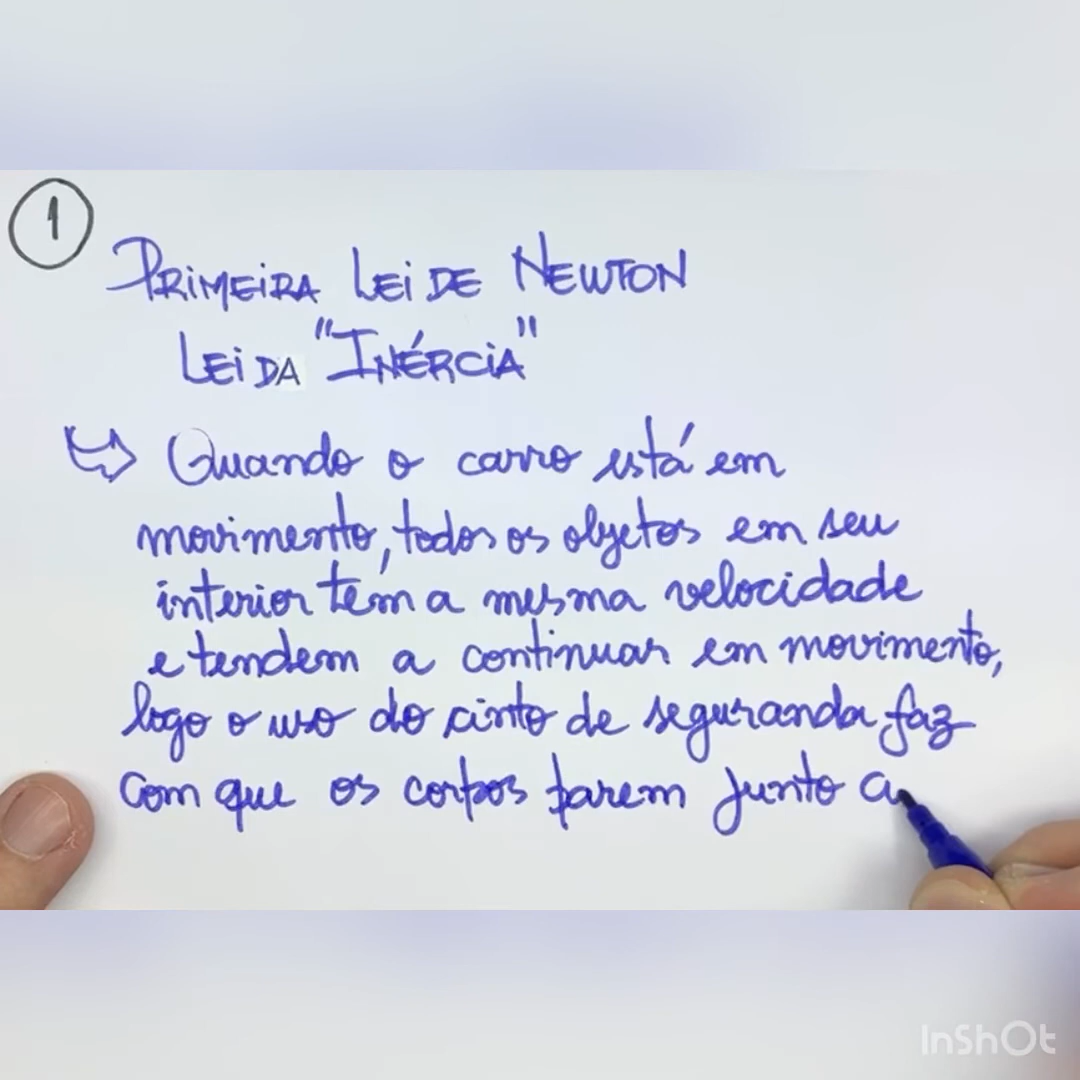 1
PRIMEIRA LEI DE NEWTON
LEI DA "INÉRCIA"
Quando o carro está em
movimento, todos os objetos em seu
interior têm a mesma velocidade
e tendem a continuar em movimento,
logo o uso do cinto de seguranda faz
com que os corpos parem junto a
InShOt